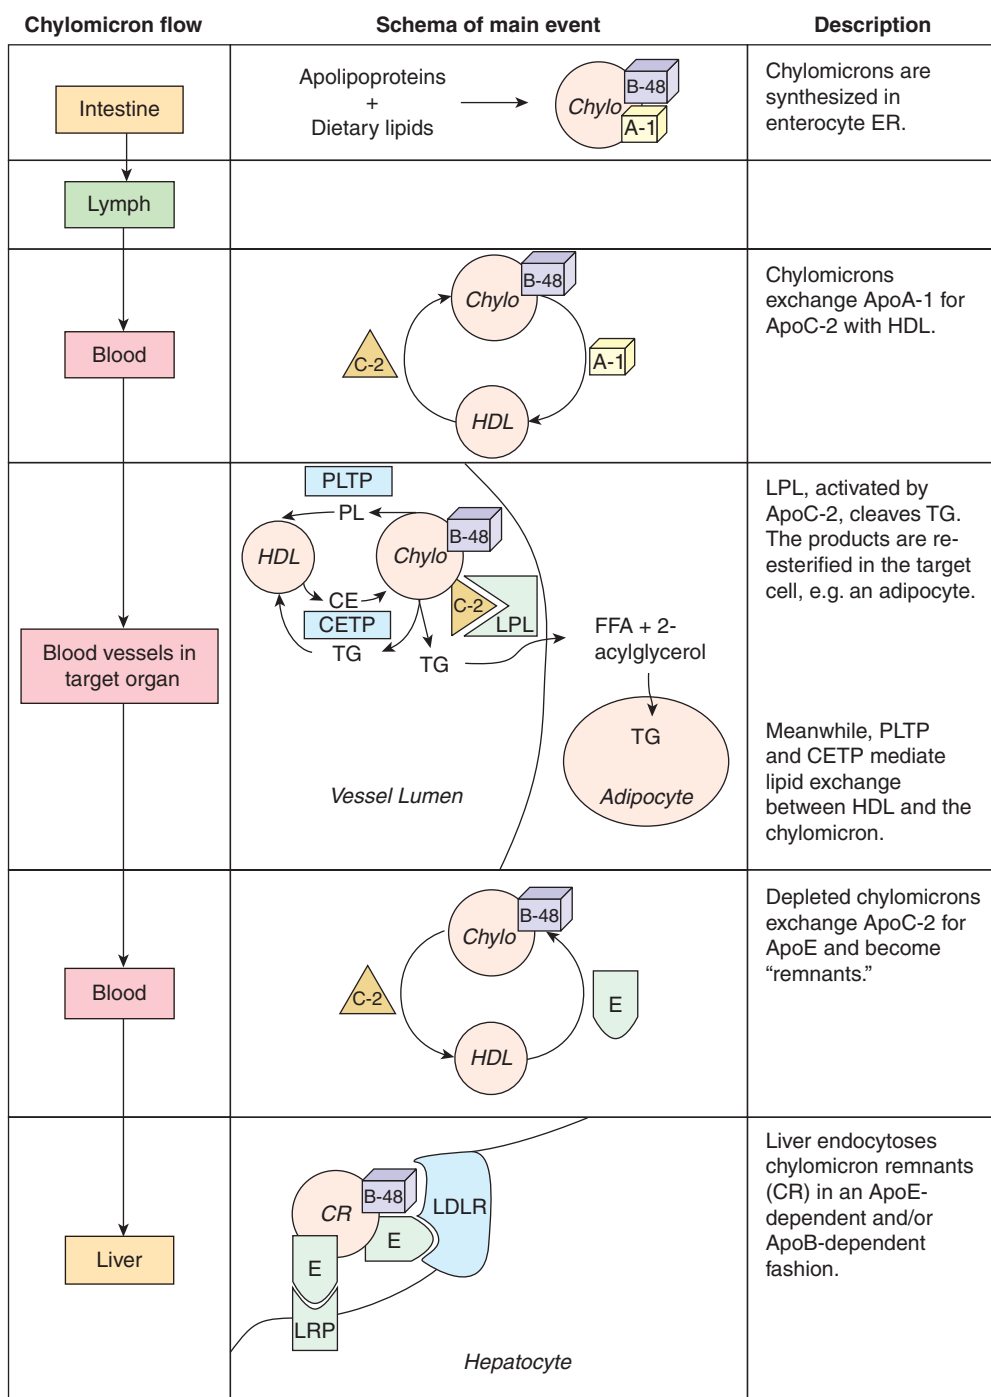 Chylomicron flow
Schema of main event
Description
Intestine
Apolipoproteins
+
Dietary lipids
Chylo
B-48
A-1
Chylomicrons are
synthesized in
enterocyte ER.
Lymph
Blood
Chylo
B-48
C-2
A-1
HDL
Chylomicrons
exchange ApoA-1 for
ApoC-2 with HDL.
Blood vessels in
target organ
PLTP
PL
HDL
Chylo
B-48
CE
CETP
TG
TG
C-2
LPL
FFA + 2-
acylglycerol
TG
Adipocyte
Vessel Lumen
LPL, activated by
ApoC-2, cleaves TG.
The products are re-
esterified in the target
cell, e.g. an adipocyte.
Meanwhile, PLTP
and CETP mediate
lipid exchange
between HDL and the
chylomicron.
Blood
Chylo
B-48
C-2
E
HDL
Depleted chylomicrons
exchange ApoC-2 for
ApoE and become
“remnants.”
Liver
CR
B-48
LDLR
E
E
LRP
Hepatocyte
Liver endocytoses
chylomicron remnants
(CR) in an ApoE-
dependent and/or
ApoB-dependent
fashion.